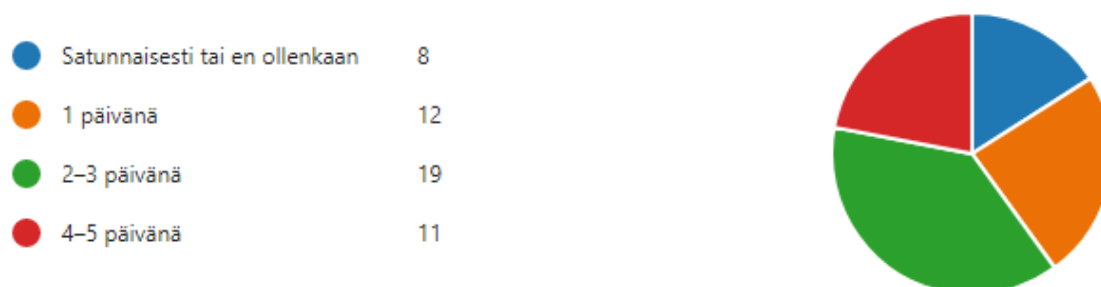 Satunnaisesti tai en ollenkaan 8
1 päivänä 12
2–3 päivänä 19
4–5 päivänä 11